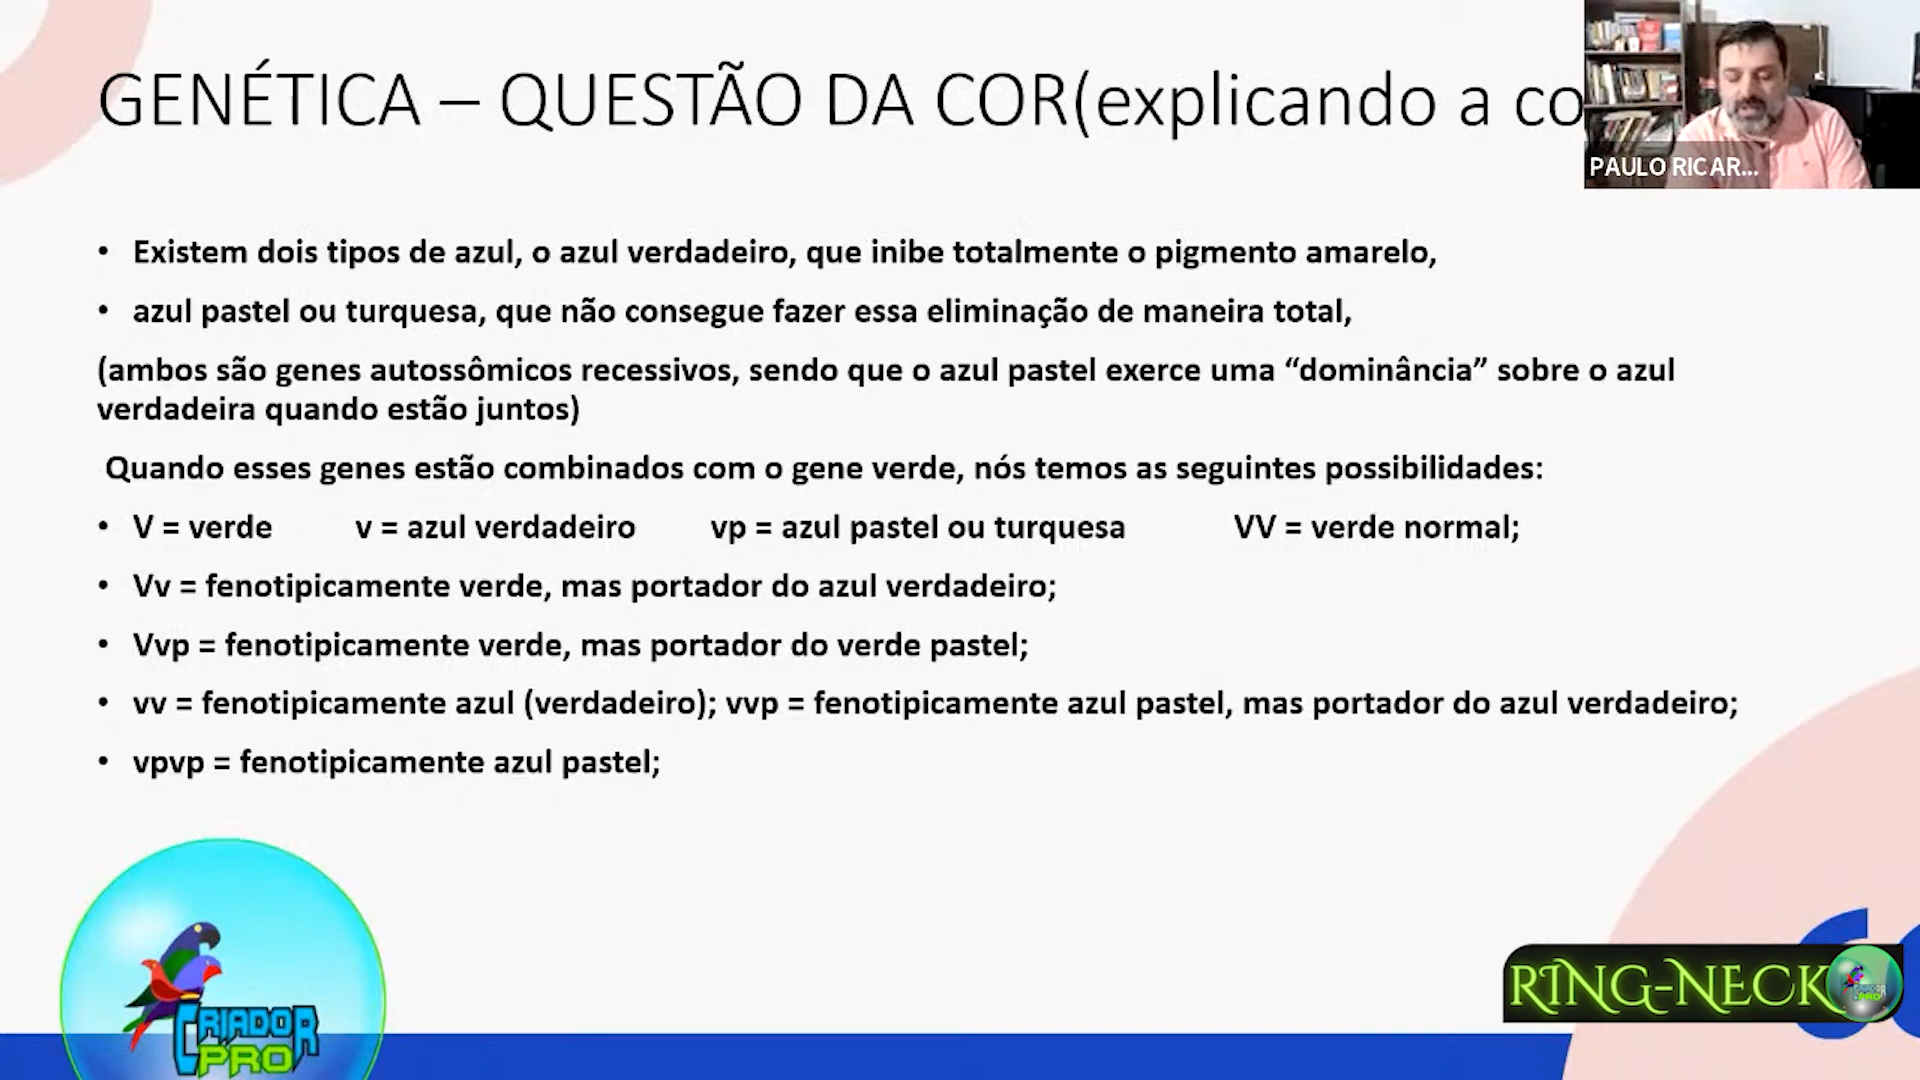 GENÉTICA – QUESTÃO DA COR(explicando a co
PAULO RICAR...
• Existem dois tipos de azul, o azul verdadeiro, que inibe totalmente o pigmento amarelo,
• azul pastel ou turquesa, que não consegue fazer essa eliminação de maneira total,
(ambos são genes autossômicos recessivos, sendo que o azul pastel exerce uma “dominância” sobre o azul
verdadeira quando estão juntos)
Quando esses genes estão combinados com o gene verde, nós temos as seguintes possibilidades:
• V = verde v = azul verdadeiro vp = azul pastel ou turquesa VV = verde normal;
• Vv = fenotipicamente verde, mas portador do azul verdadeiro;
• Vvp = fenotipicamente verde, mas portador do verde pastel;
• vv = fenotipicamente azul (verdadeiro); vvp = fenotipicamente azul pastel, mas portador do azul verdadeiro;
• vpvp = fenotipicamente azul pastel;
CRIADOR
PRO
RING-NECK
CRIADOR
PRO